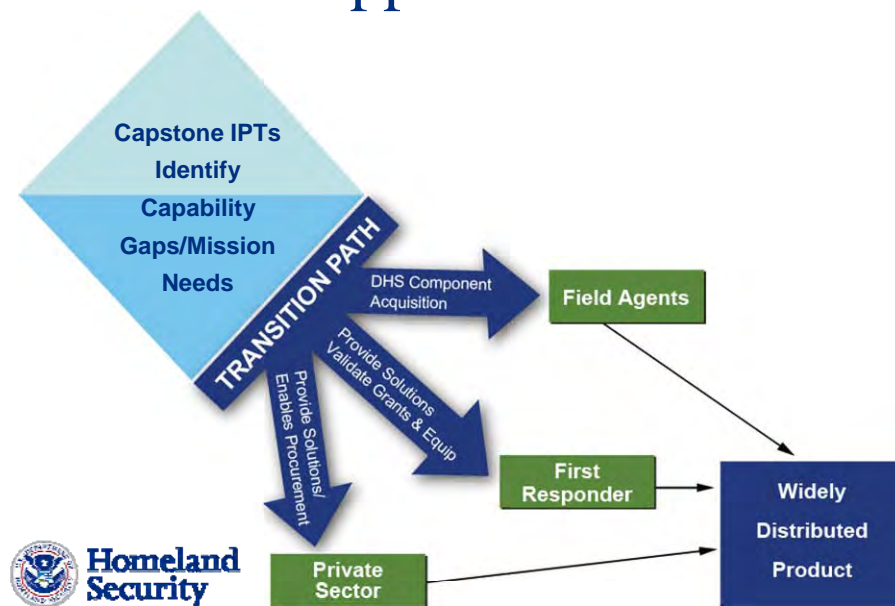 Capstone IPTs
Identify
Capability
Gaps/Mission
Needs
TRANSITION PATH
DHS Component
Acquisition
Field Agents
Provide Solutions
Validate Grants & Equip
First
Responder
Provide Solutions/
Enables Procurement
Private
Sector
Widely
Distributed
Product
Homeland
Security